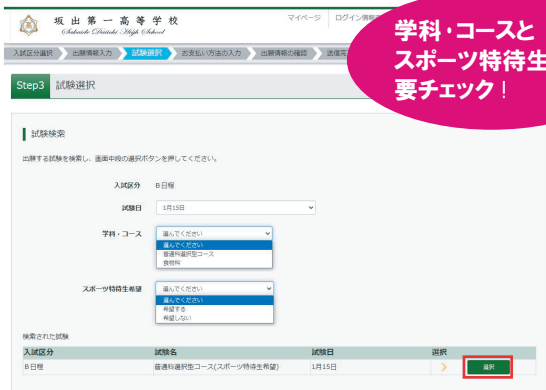 坂出第一高等学校
Sakaide Daiichi High School
マイページ ログイン情報
入試区分選択 出願情報入力 試験選択 お支払い方法の入力 出願情報の確認 送信完
学科・コースと
スポーツ特待生
要チェック!
Step3 試験選択
試験検索
出願する試験を検索し、画面中段の選択ボタンを押してください。
入試区分 B日程
試験日 1月15日
学科・コース 選んでください
選んでください
普通科選択型コース
食物科
スポーツ特待生希望 選んでください
選んでください
希望する
希望しない
検索された試験
入試区分 試験名 試験日 選択
B日程 普通科選択型コース(スポーツ特待生希望) 1月15日 選択